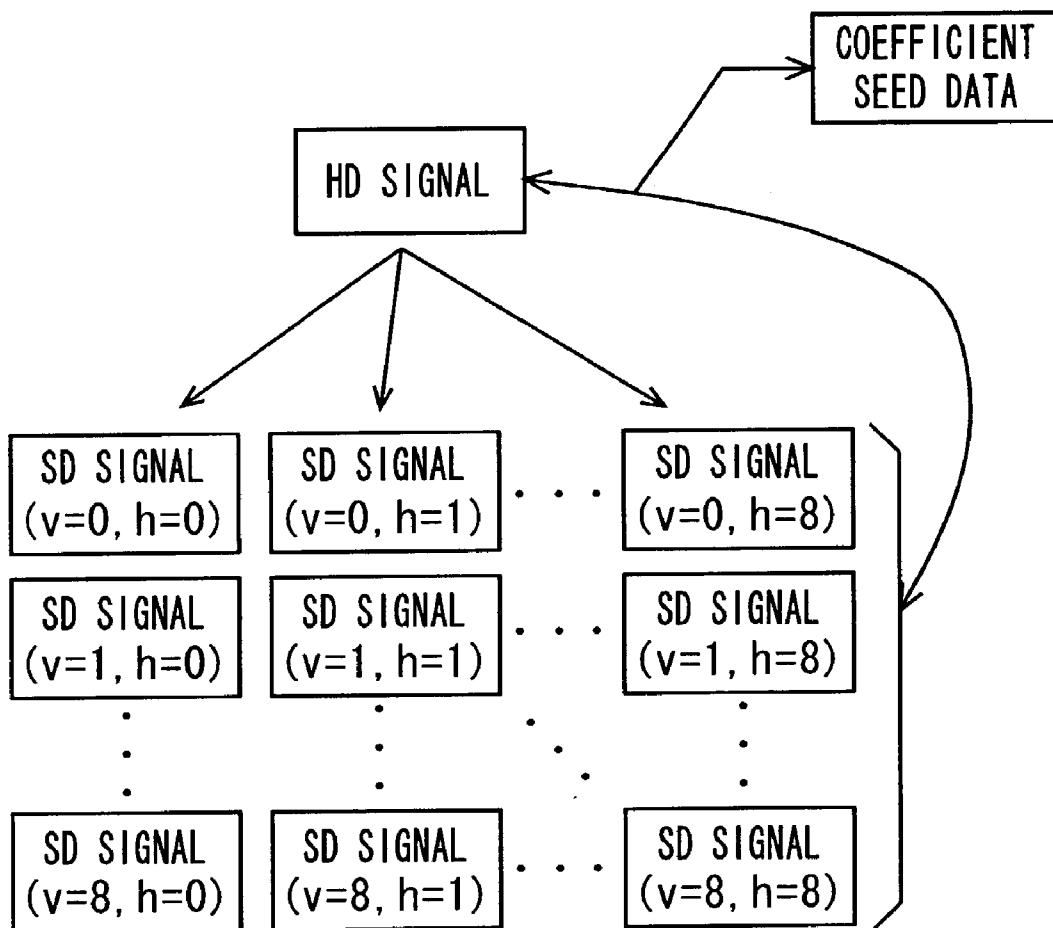 COEFFICIENT
SEED DATA
HD SIGNAL
SD SIGNAL
(v=0, h=0)
SD SIGNAL
(v=0, h=1)
SD SIGNAL
(v=0, h=8)
SD SIGNAL
(v=1, h=0)
SD SIGNAL
(v=1, h=1)
SD SIGNAL
(v=1, h=8)
SD SIGNAL
(v=8, h=0)
SD SIGNAL
(v=8, h=1)
SD SIGNAL
(v=8, h=8)